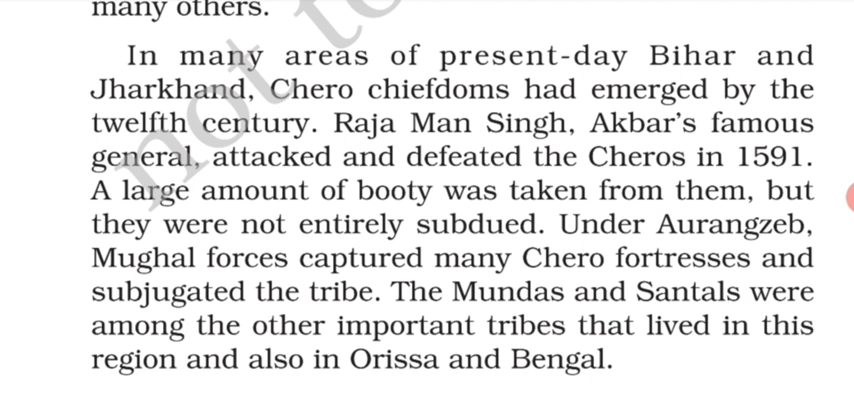 many others.
In many areas of present-day Bihar and
Jharkhand, Chero chiefdoms had emerged by the
twelfth century. Raja Man Singh, Akbar’s famous
general, attacked and defeated the Cheros in 1591.
A large amount of booty was taken from them, but
they were not entirely subdued. Under Aurangzeb,
Mughal forces captured many Chero fortresses and
subjugated the tribe. The Mundas and Santals were
among the other important tribes that lived in this
region and also in Orissa and Bengal.
not to